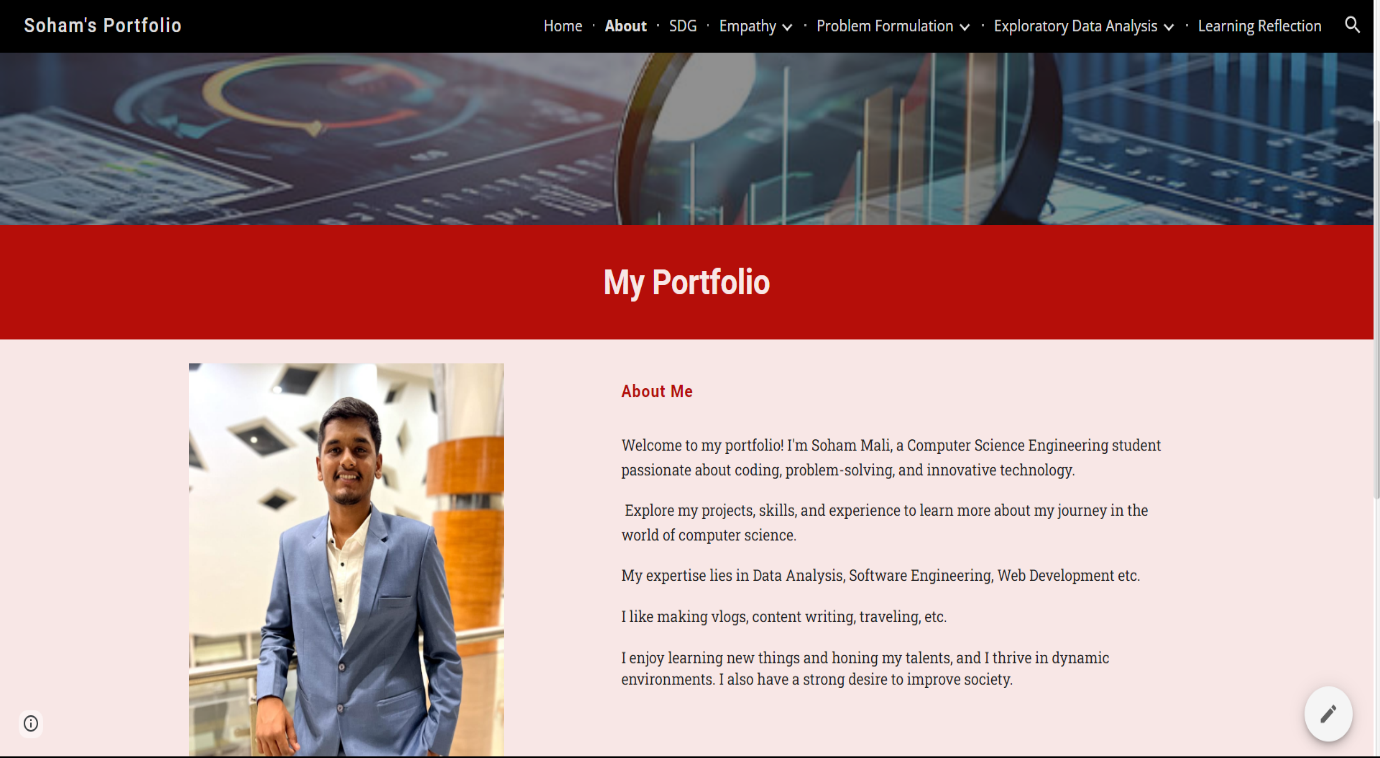 Soham's Portfolio
Home · About · SDG · Empathy · Problem Formulation · Exploratory Data Analysis · Learning Reflection
My Portfolio
About Me
Welcome to my portfolio! I'm Soham Mali, a Computer Science Engineering student
passionate about coding, problem-solving, and innovative technology.
Explore my projects, skills, and experience to learn more about my journey in the
world of computer science.
My expertise lies in Data Analysis, Software Engineering, Web Development etc.
I like making vlogs, content writing, traveling, etc.
I enjoy learning new things and honing my talents, and I thrive in dynamic
environments. I also have a strong desire to improve society.